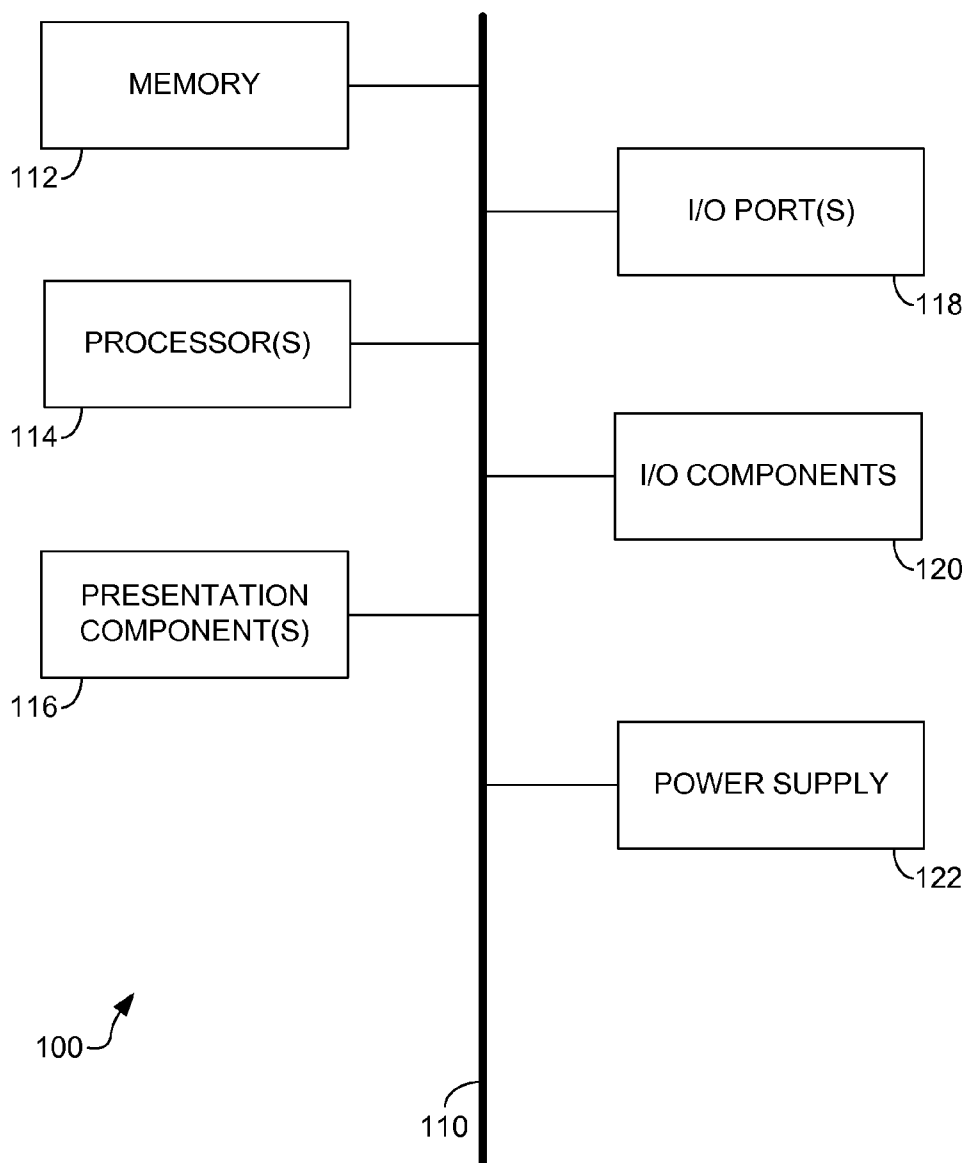 MEMORY
112
I/O PORT(S)
118
PROCESSOR(S)
114
I/O COMPONENTS
120
PRESENTATION
COMPONENT(S)
116
POWER SUPPLY
122
100
110